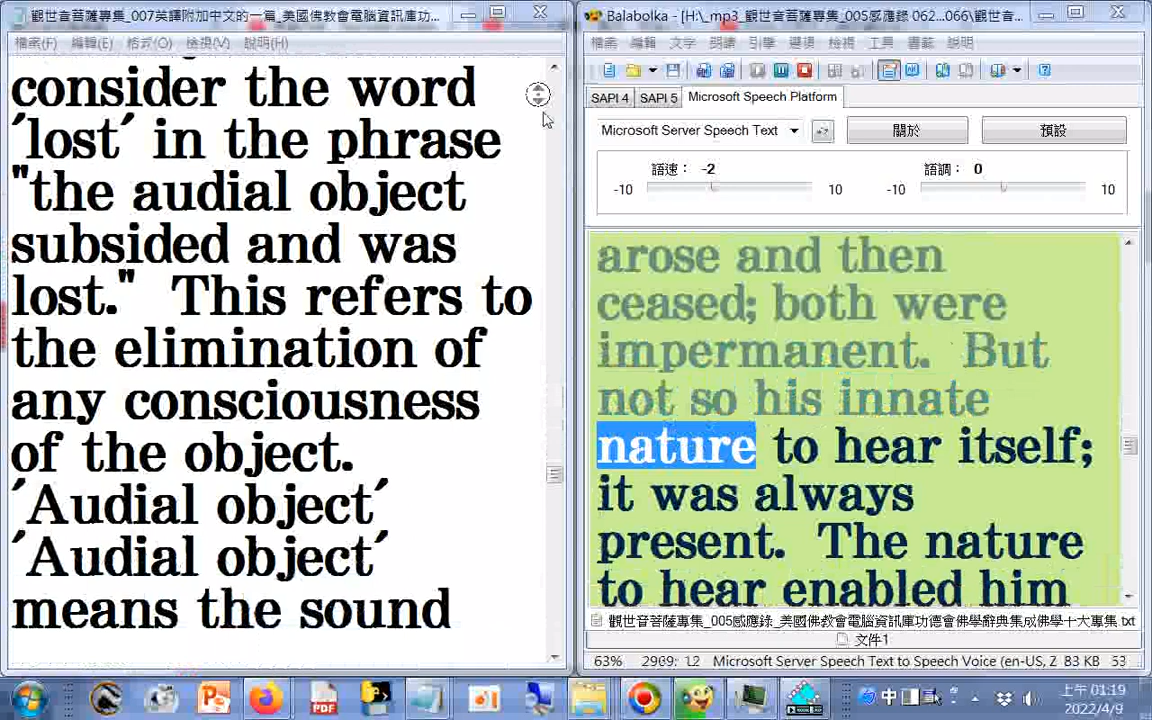 觀世音菩薩專集_007英譯附加中文的一篇_美國佛教會電腦資訊庫功...
檔案(F) 編輯(E) 格式(O) 檢視(V) 說明(H)
consider the word
'lost' in the phrase
"the audial object
subsided and was
lost."  This refers to
the elimination of
any consciousness
of the object.
'Audial object'
'Audial object'
means the sound
Balabolka - [H:\_mp3_觀世音菩薩專集_005感應錄 062...066\觀世音...
檔案 編輯 文字 朗讀 引擎 選項 檢視 工具 書籤 說明
SAPI 4 SAPI 5 Microsoft Speech Platform
Microsoft Server Speech Text 關於 預設
語速： -2 語調： 0
-10 10 -10 10
arose and then
ceased; both were
impermanent.  But
not so his innate
nature to hear itself;
it was always
present.  The nature
to hear enabled him
觀世音菩薩專集_005感應錄_美國佛教會電腦資訊庫功德會佛學辭典集成佛學十大專集 txt
文件1
63% 2969: 12 Microsoft Server Speech Text to Speech Voice (en-US, Z 83 KB 53
PDF 中 上午 01:19
2022/4/9